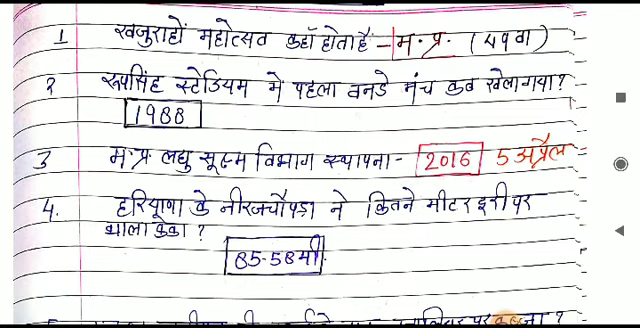 1 खजुराहों महोत्सव कहाँ होता हैं - म.प्र. (49वा)
2 रूपसिंह स्टेडियम में पहला वनडे मंच कब खेला गया?
1988
3 म.प्र. लघु सूक्ष्म विभाग स्थापना - 2016 5 अप्रैल
4. हरियाणा के नीरज चौपड़ा ने कितने मीटर दूरी पर
भाला फेका?
85.58 मी.